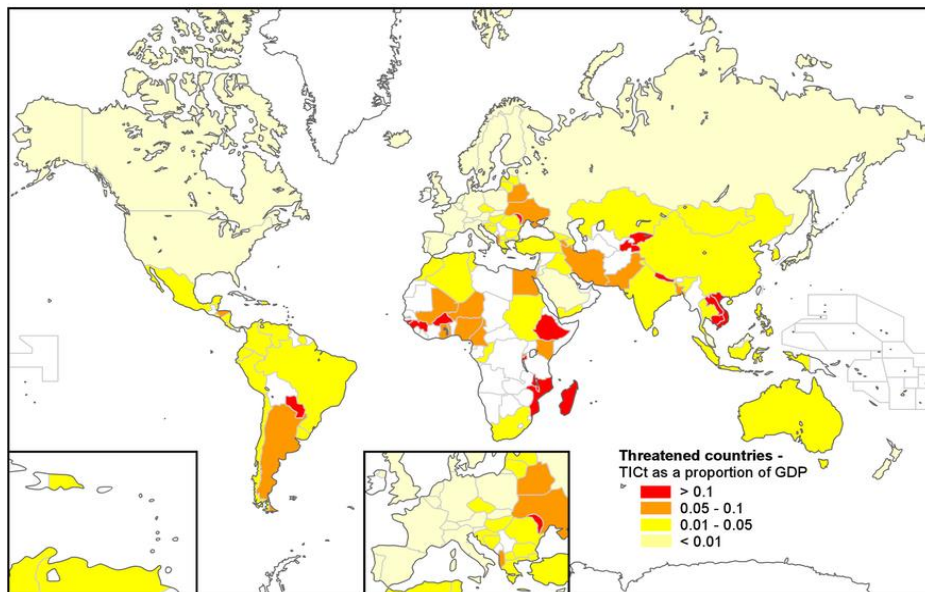 Threatened countries -
TICt as a proportion of GDP
> 0.1
0.05 - 0.1
0.01 - 0.05
< 0.01